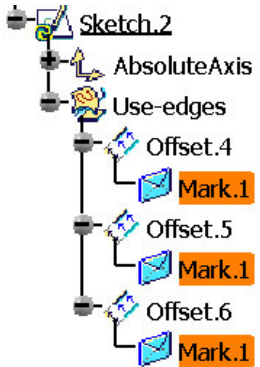 Sketch.2
AbsoluteAxis
Use-edges
Offset.4
Mark.1
Offset.5
Mark.1
Offset.6
Mark.1